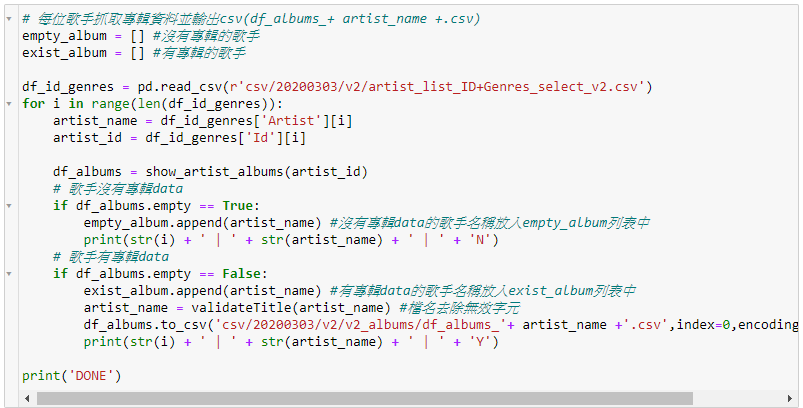 # 每位歌手抓取專輯資料並輸出csv(df_albums_+ artist_name +.csv)
empty_album = [] #沒有專輯的歌手
exist_album = [] #有專輯的歌手
df_id_genres = pd.read_csv(r'csv/20200303/v2/artist_list_ID+Genres_select_v2.csv')
for i in range(len(df_id_genres)):
    artist_name = df_id_genres['Artist'][i]
    artist_id = df_id_genres['Id'][i]
    df_albums = show_artist_albums(artist_id)
    # 歌手沒有專輯data
    if df_albums.empty == True:
        empty_album.append(artist_name) #沒有專輯data的歌手名稱放入empty_album列表中
        print(str(i) + ' | ' + str(artist_name) + ' | ' + 'N')
    # 歌手有專輯data
    if df_albums.empty == False:
        exist_album.append(artist_name) #有專輯data的歌手名稱放入exist_album列表中
        artist_name = validateTitle(artist_name) #檔名去除無效字元
        df_albums.to_csv('csv/20200303/v2/v2_albums/df_albums_'+ artist_name +'.csv',index=0,encoding
        print(str(i) + ' | ' + str(artist_name) + ' | ' + 'Y')
print('DONE')